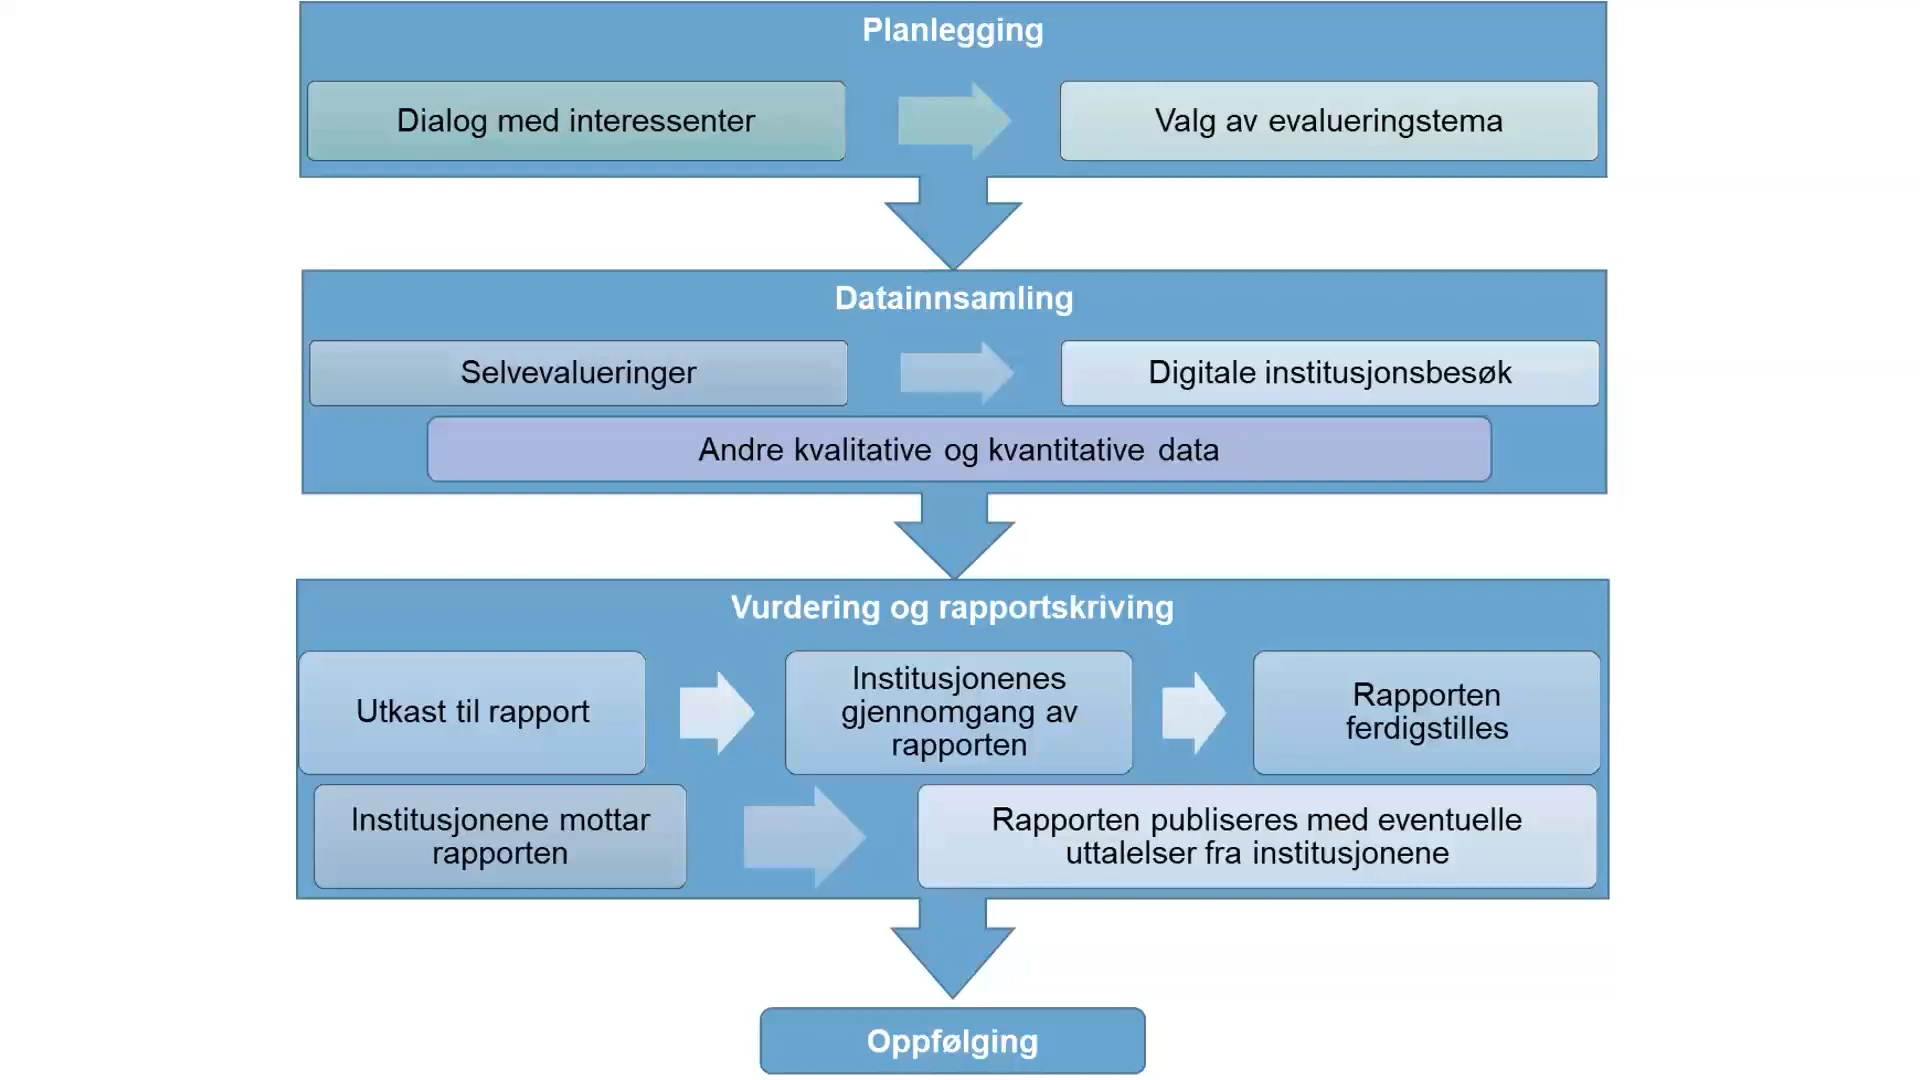 Planlegging
Dialog med interessenter
Valg av evalueringstema
Datainnsamling
Selvevalueringer
Digitale institusjonsbesøk
Andre kvalitative og kvantitative data
Vurdering og rapportskriving
Utkast til rapport
Institusjonenes
gjennomgang av
rapporten
Rapporten
ferdigstilles
Institusjonene mottar
rapporten
Rapporten publiseres med eventuelle
uttalelser fra institusjonene
Oppfølging